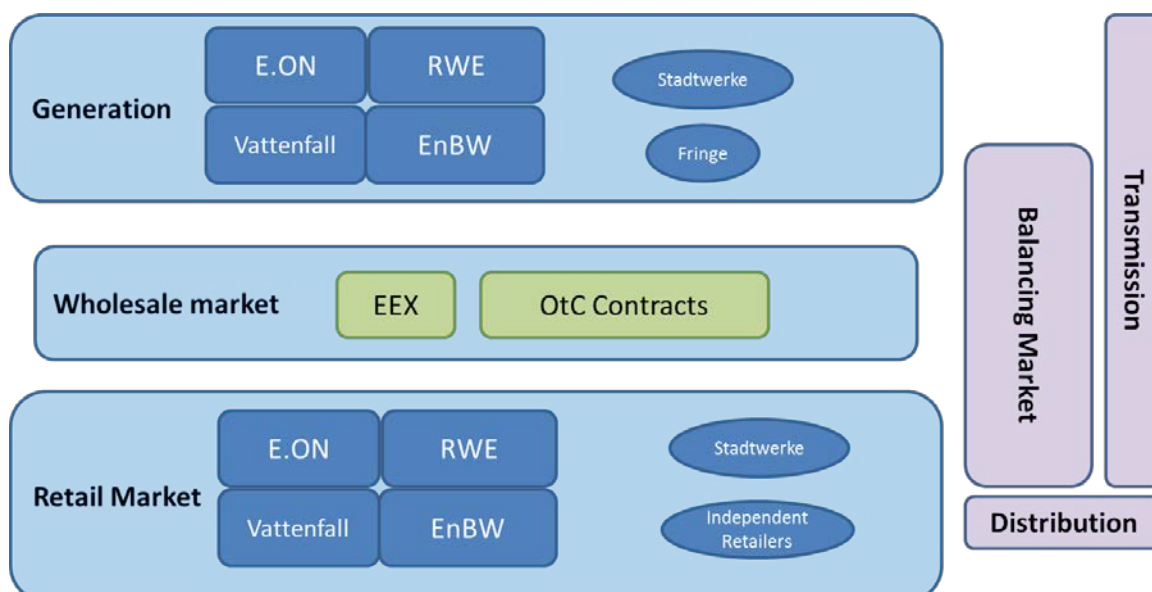 Generation
E.ON
RWE
Vattenfall
EnBW
Stadtwerke
Fringe
Wholesale market
EEX
OtC Contracts
Retail Market
E.ON
RWE
Vattenfall
EnBW
Stadtwerke
Independent
Retailers
Balancing Market
Transmission
Distribution